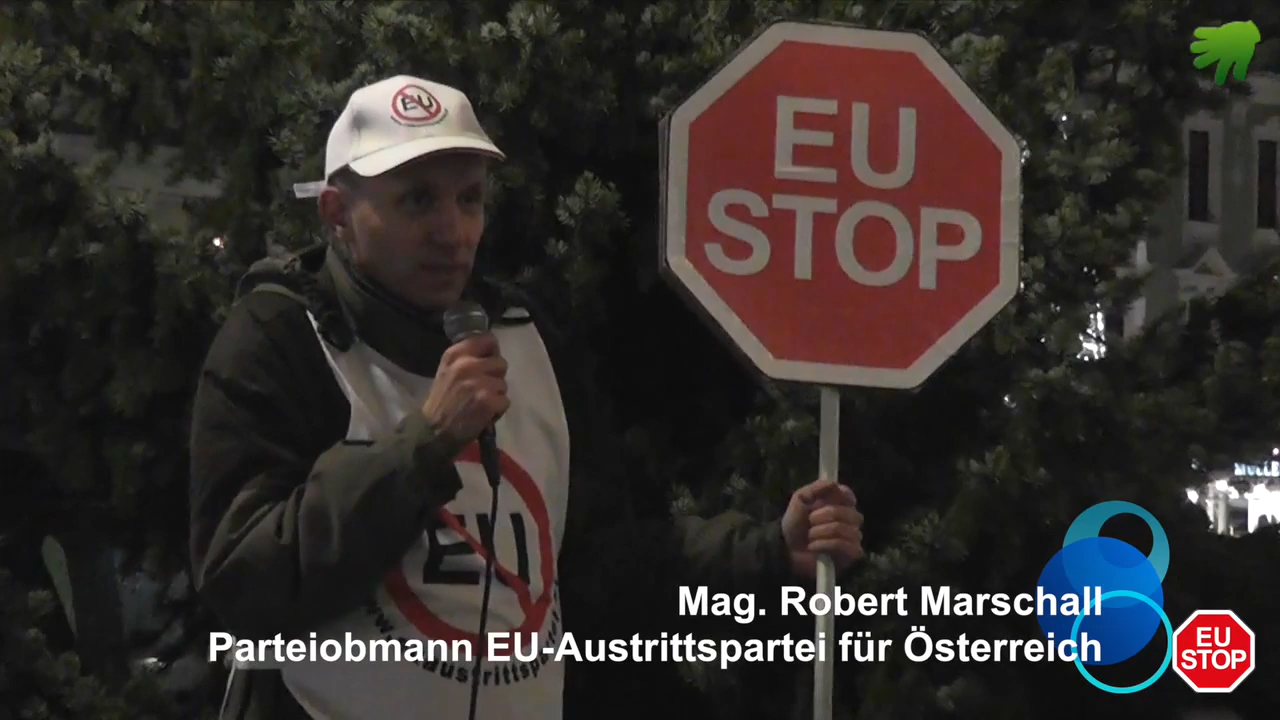 EU
EU
STOP
EU
Mag. Robert Marschall
Parteiobmann EU-Austrittspartei für Österreich
EU
STOP